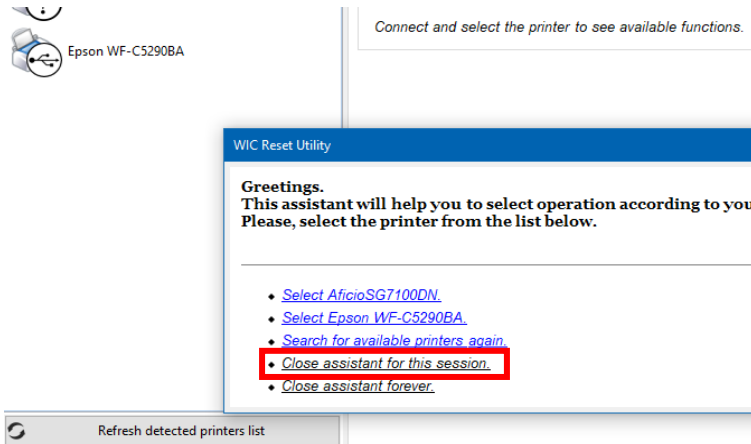 Connect and select the printer to see available functions.
Epson WF-C5290BA
WIC Reset Utility
Greetings.
This assistant will help you to select operation according to you
Please, select the printer from the list below.
Select AficioSG7100DN.
Select Epson WF-C5290BA.
Search for available printers again.
Close assistant for this session.
Close assistant forever.
Refresh detected printers list